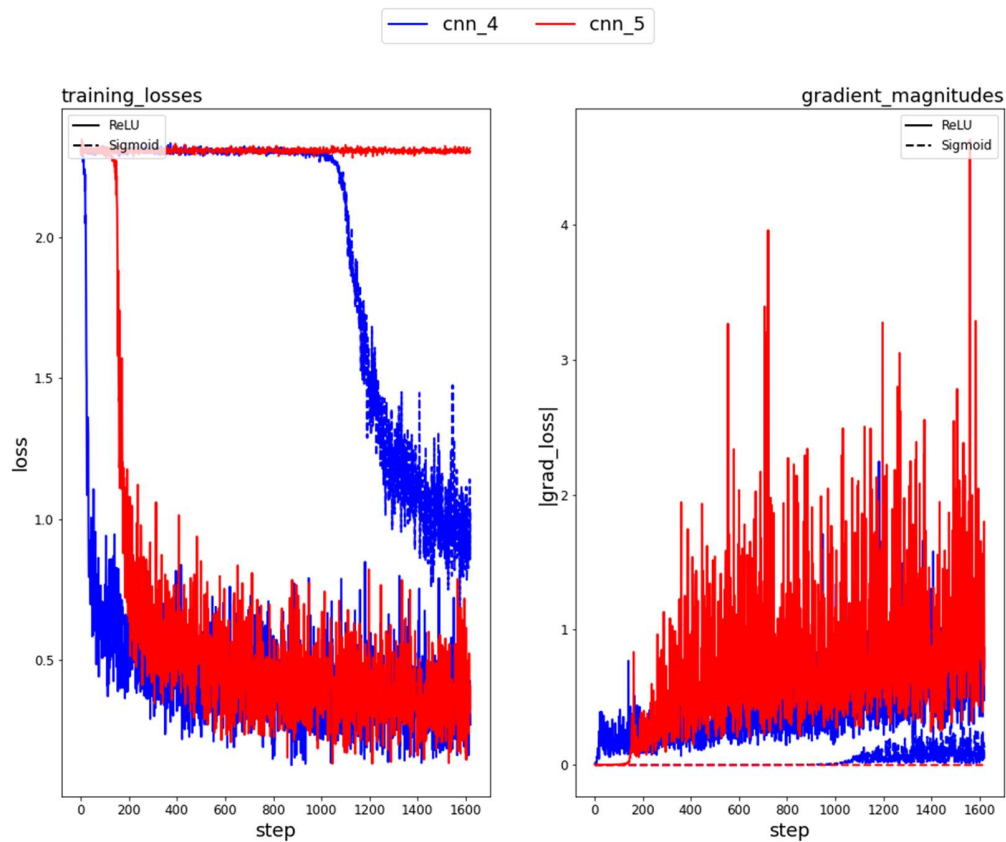 cnn_4 cnn_5
training_losses
ReLU
Sigmoid
loss
2.0
1.5
1.0
0.5
0 200 400 600 800 1000 1200 1400 1600
step
gradient_magnitudes
ReLU
Sigmoid
|grad_loss|
4
3
2
1
0
0 200 400 600 800 1000 1200 1400 1600
step